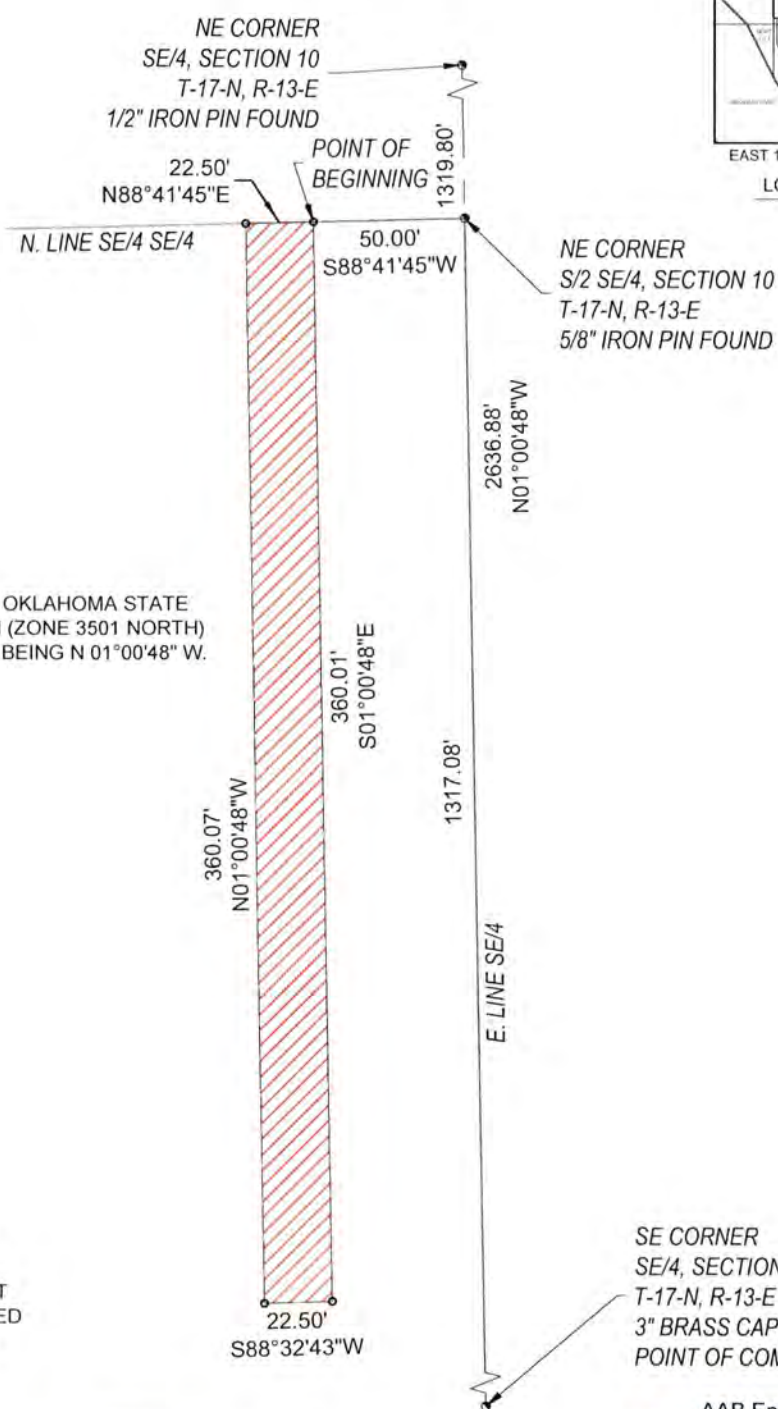 NE CORNER
SE/4, SECTION 10
T-17-N, R-13-E
1/2" IRON PIN FOUND
EAST 1
22.50'
N88°41'45"E
POINT OF
BEGINNING
1319.80'
N. LINE SE/4 SE/4
50.00'
S88°41'45"W
NE CORNER
S/2 SE/4, SECTION 10
T-17-N, R-13-E
5/8" IRON PIN FOUND
2636.88'
N01°00'48"W
OKLAHOMA STATE
(ZONE 3501 NORTH)
BEING N 01°00'48" W.
360.01'
S01°00'48"E
360.07'
N01°00'48"W
1317.08'
E. LINE SE/4
22.50'
S88°32'43"W
SE CORNER
SE/4, SECTION
T-17-N, R-13-E
3" BRASS CAP
POINT OF COM